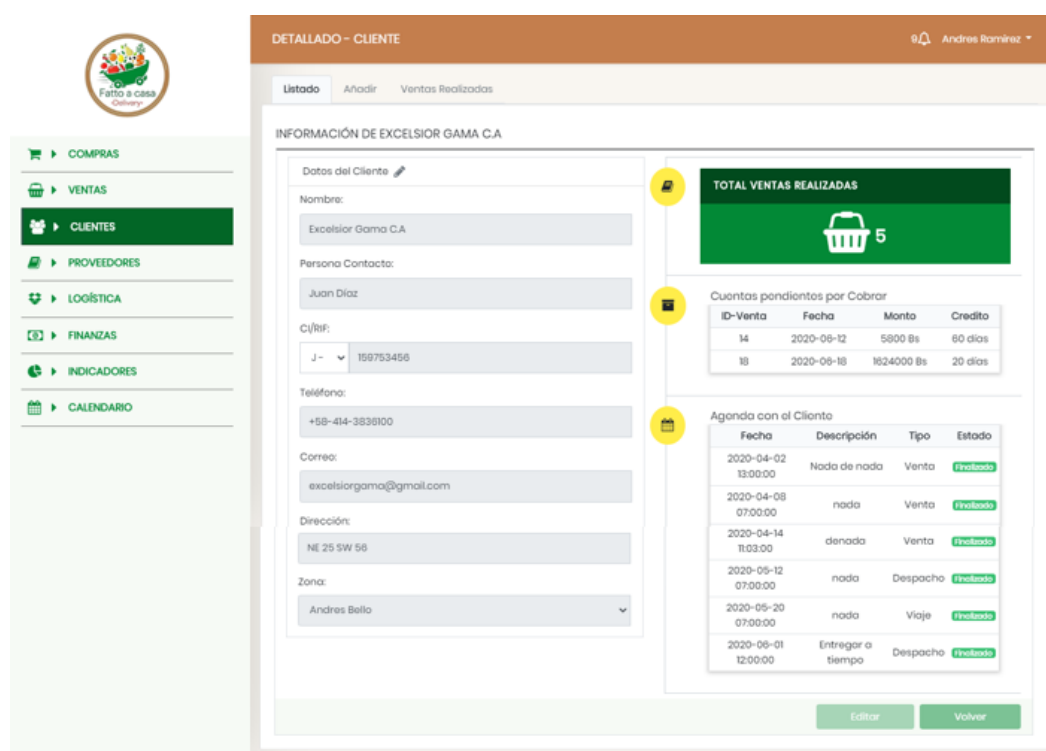 Fatto a casa
Delivery
COMPRAS
VENTAS
CLIENTES
PROVEEDORES
LOGÍSTICA
FINANZAS
INDICADORES
CALENDARIO
DETALLADO - CLIENTE
9 Andres Ramirez
Listado Añadir Ventas Realizadas
INFORMACIÓN DE EXCELSIOR GAMA C.A
Datos del Cliente
Nombre:
Excelsior Gama C.A
Persona Contacto:
Juan Díaz
CI/RIF:
J - 159753456
Teléfono:
+58-414-3836100
Correo:
excelsiorgama@gmail.com
Dirección:
NE 25 SW 56
Zona:
Andres Bello
TOTAL VENTAS REALIZADAS
5
Cuentas pendientes por Cobrar
ID-Venta Fecha Monto Credito
14 2020-06-12 5800 Bs 60 días
18 2020-06-18 1624000 Bs 20 días
Agenda con el Cliente
Fecha Descripción Tipo Estado
2020-04-02 13:00:00 Nada de nada Venta Finalizado
2020-04-08 07:00:00 nada Venta Finalizado
2020-04-14 11:03:00 denada Venta Finalizado
2020-05-12 07:00:00 nada Despacho Finalizado
2020-05-20 07:00:00 nada Viaje Finalizado
2020-06-01 12:00:00 Entregar a tiempo Despacho Finalizado
Editar Volver